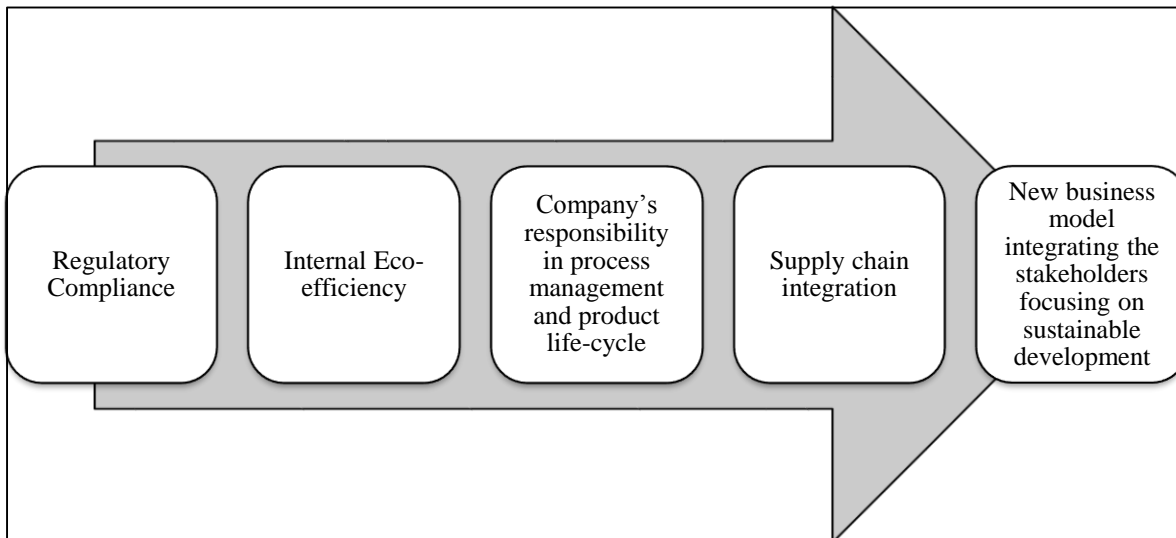 Regulatory
Compliance
Internal Eco-
efficiency
Company’s
responsibility
in process
management
and product
life-cycle
Supply chain
integration
New business
model
integrating the
stakeholders
focusing on
sustainable
development